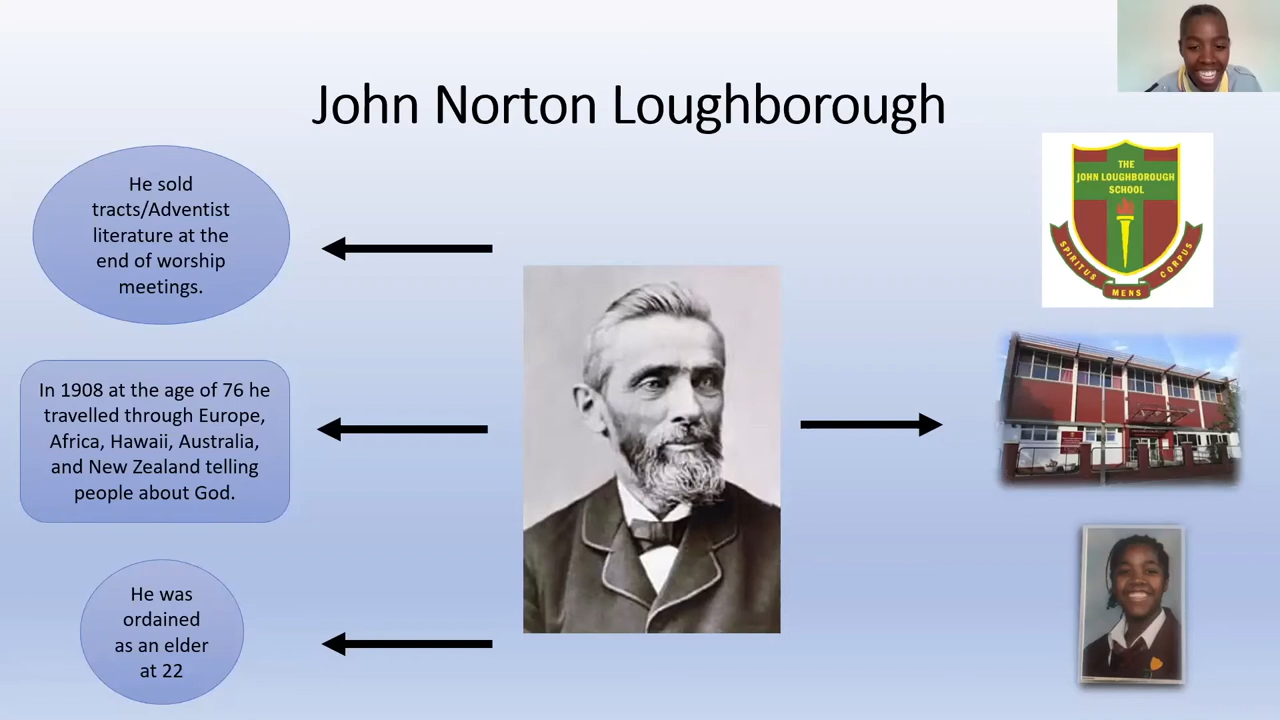 John Norton Loughborough
He sold
tracts/Adventist
literature at the
end of worship
meetings.
In 1908 at the age of 76 he
travelled through Europe,
Africa, Hawaii, Australia,
and New Zealand telling
people about God.
He was
ordained
as an elder
at 22
THE
JOHN LOUGHBOROUGH
SCHOOL
SPIRITUS
MENS
CORPUS